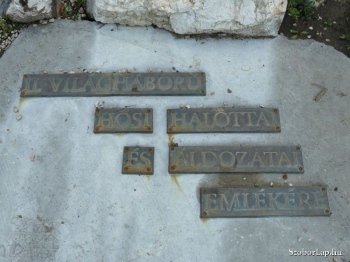 II. VILÁGHÁBORÚ
HŐSI HALOTTAI
ÉS ÁLDOZATAI
EMLÉKÉRE
Szoborlap.hu